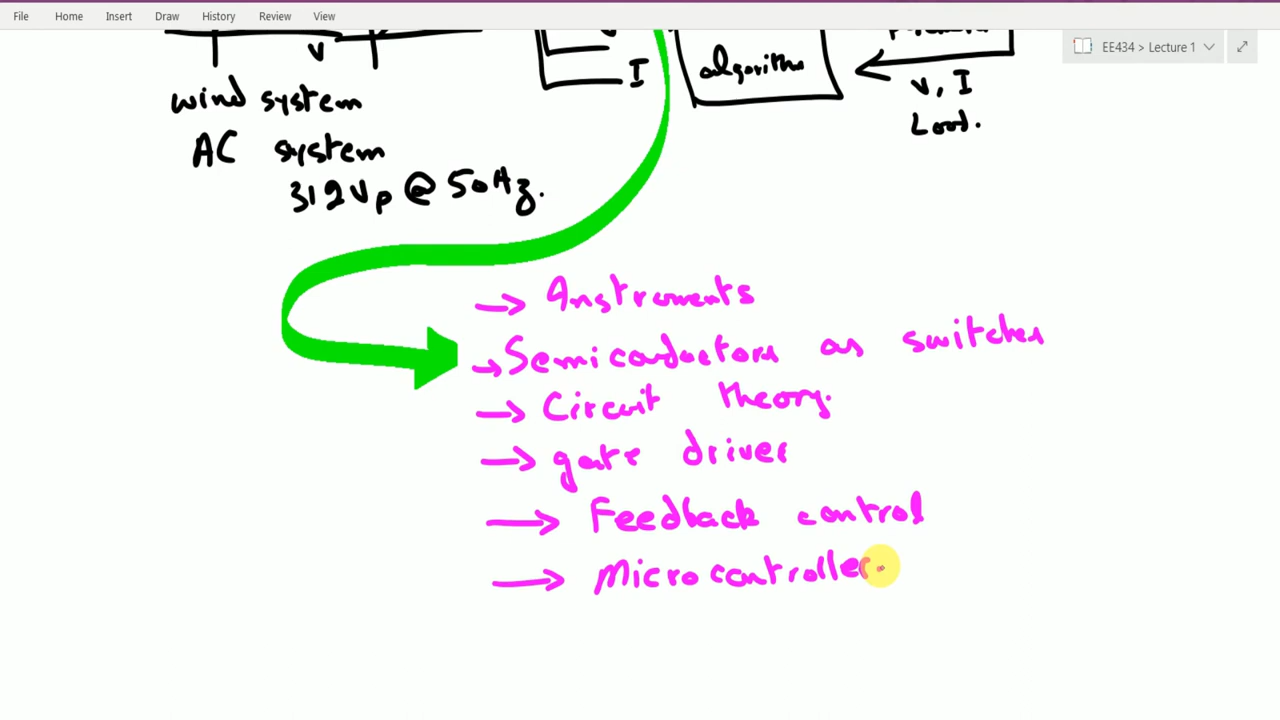 File Home Insert Draw History Review View
EE434 > Lecture 1
V
I
algorithm
V, I
Load.
wind system
AC system
312Vp @ 50Hz.
→ Instruments
→ Semiconductors as switches
→ Circuit theory.
→ gate driver
→ Feedback control
→ Microcontroller